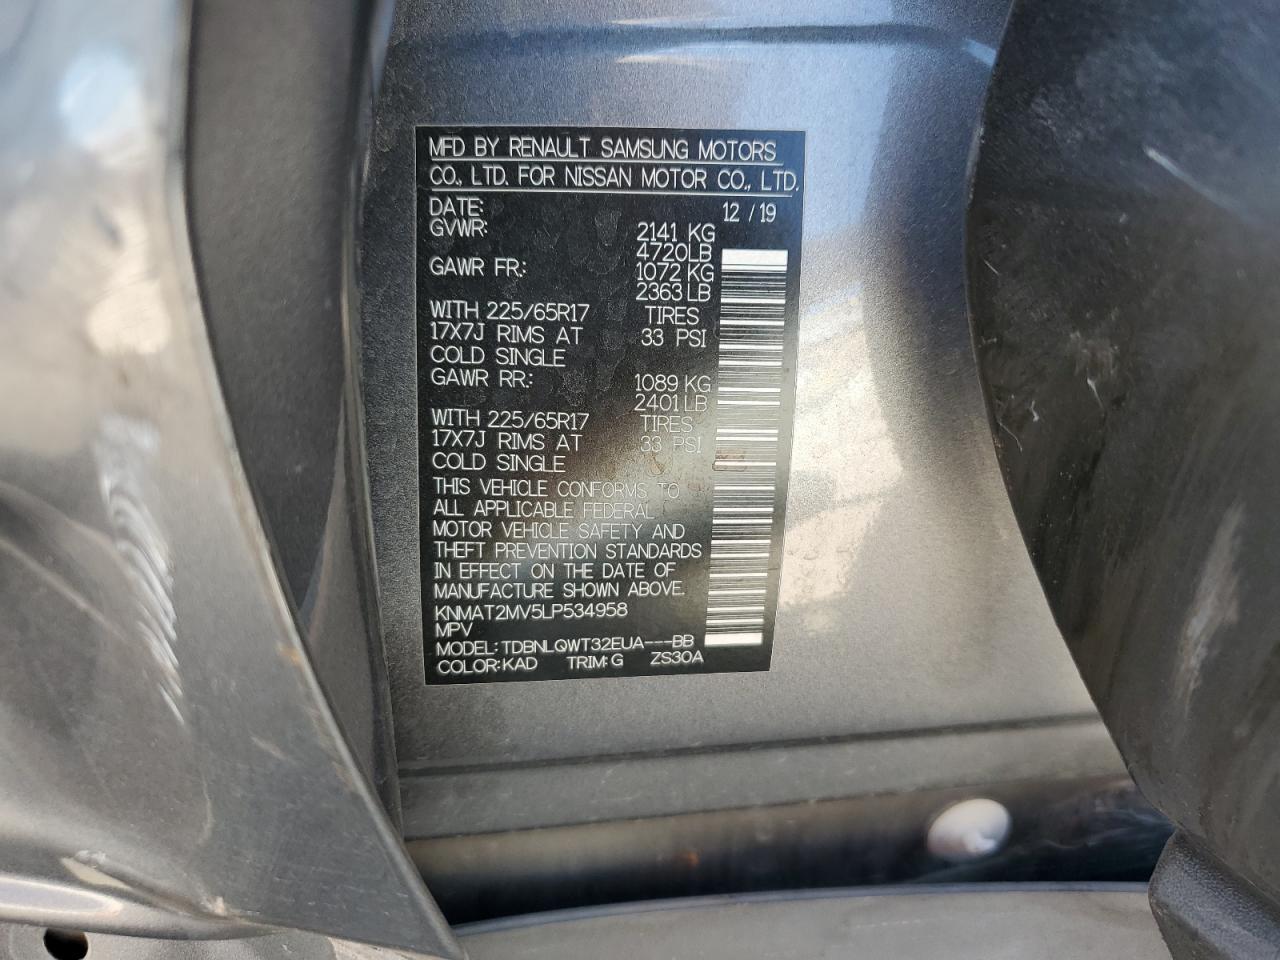 MFD BY RENAULT SAMSUNG MOTORS
CO., LTD. FOR NISSAN MOTOR CO., LTD.
DATE: 12 / 19
GVWR: 2141 KG
4720LB
GAWR FR.: 1072 KG
2363 LB
WITH 225/65R17 TIRES
17X7J RIMS AT 33 PSI
COLD SINGLE
GAWR RR.: 1089 KG
2401 LB
WITH 225/65R17 TIRES
17X7J RIMS AT 33 PSI
COLD SINGLE
THIS VEHICLE CONFORMS TO
ALL APPLICABLE FEDERAL
MOTOR VEHICLE SAFETY AND
THEFT PREVENTION STANDARDS
IN EFFECT ON THE DATE OF
MANUFACTURE SHOWN ABOVE.
KNMAT2MV5LP534958
MPV
MODEL: TDBNLQWT32EUA---BB
COLOR: KAD TRIM: G ZS30A